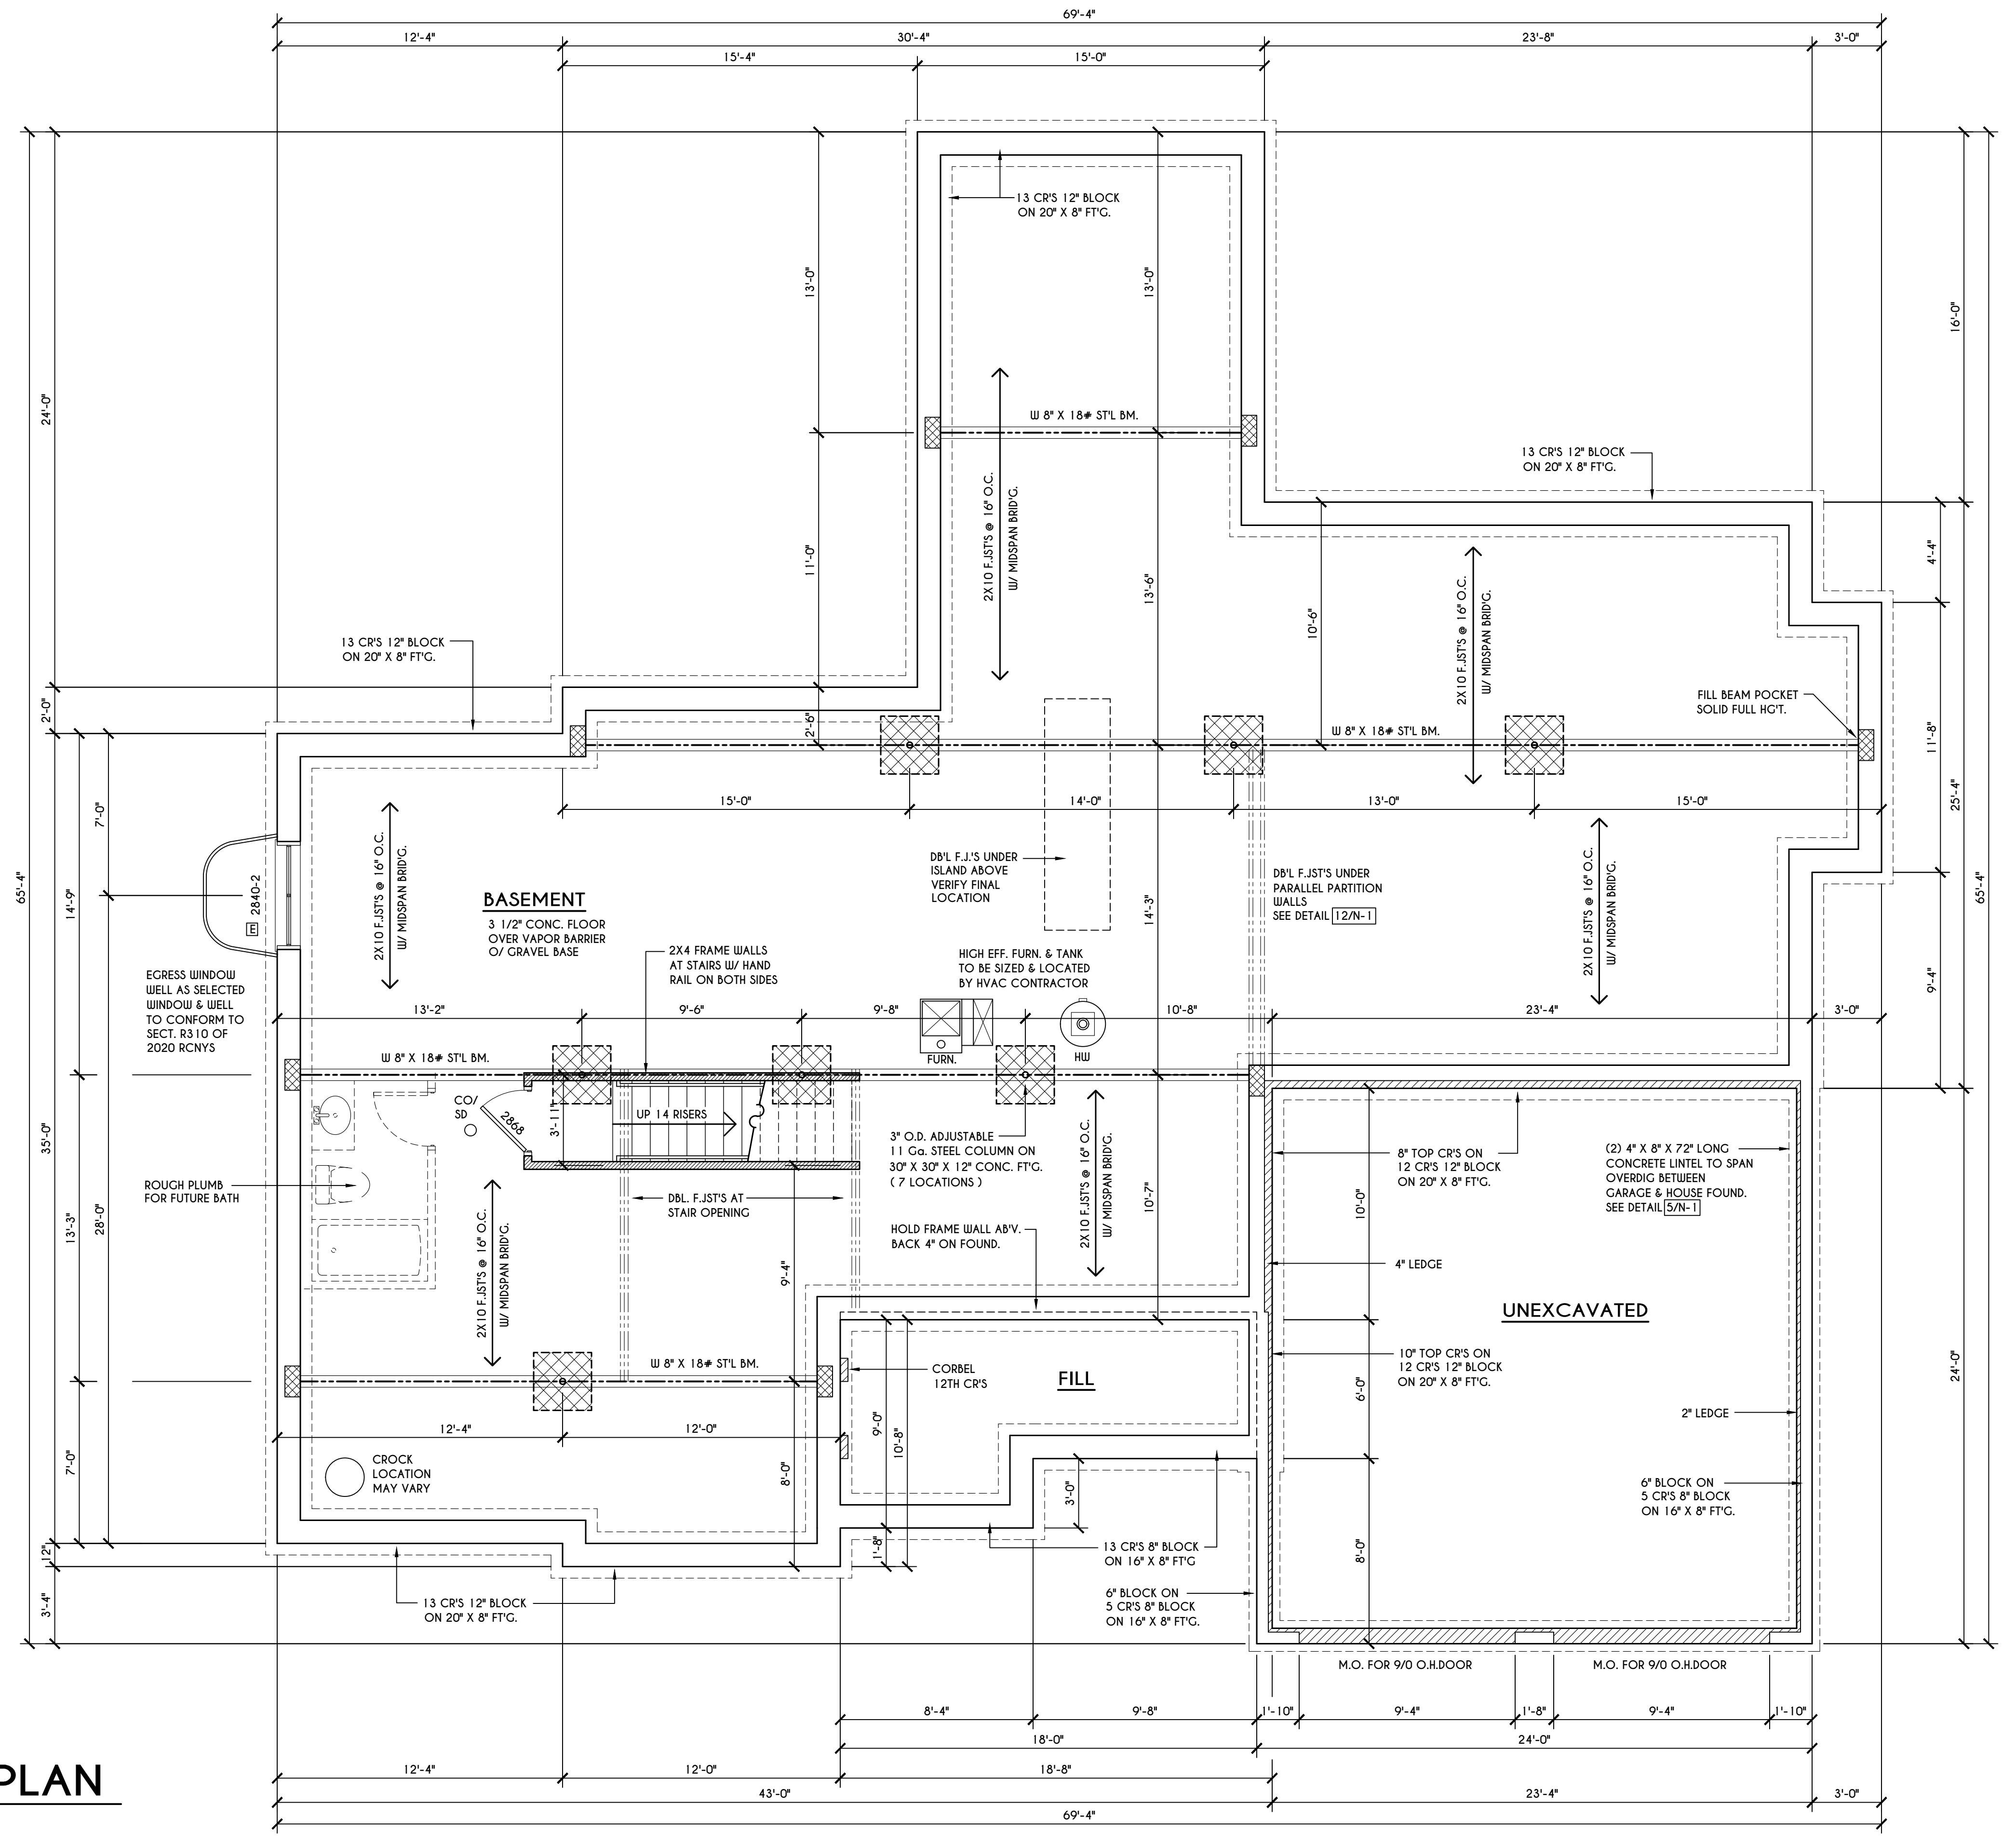 69'-4"
12'-4"
30'-4"
23'-8"
3'-0"
15'-4"
15'-0"
13 CR'S 12" BLOCK
ON 20" X 8" FT'G.
13'-0"
13'-0"
16'-0"
24'-0"
W 8" X 18# ST'L BM.
13 CR'S 12" BLOCK
ON 20" X 8" FT'G.
2X10 F.JST'S @ 16" O.C.
W/ MIDSPAN BRID'G.
11'-0"
13'-6"
10'-6"
2X10 F.JST'S @ 16" O.C.
W/ MIDSPAN BRID'G.
4'-4"
13 CR'S 12" BLOCK
ON 20" X 8" FT'G.
2'-0"
2'-6"
FILL BEAM POCKET
SOLID FULL HG'T.
W 8" X 18# ST'L BM.
11'-8"
25'-4"
15'-0"
14'-0"
13'-0"
15'-0"
7'-0"
65'-4"
14'-9"
65'-4"
E
2840-2
2X10 F.JST'S @ 16" O.C.
W/ MIDSPAN BRID'G.
BASEMENT
3 1/2" CONC. FLOOR
OVER VAPOR BARRIER
O/ GRAVEL BASE
DB'L F.J.'S UNDER
ISLAND ABOVE
VERIFY FINAL
LOCATION
14'-3"
DB'L F.JST'S UNDER
PARALLEL PARTITION
WALLS
SEE DETAIL 12/N-1
2X10 F.JST'S @ 16" O.C.
W/ MIDSPAN BRID'G.
9'-4"
2X4 FRAME WALLS
AT STAIRS W/ HAND
RAIL ON BOTH SIDES
HIGH EFF. FURN. & TANK
TO BE SIZED & LOCATED
BY HVAC CONTRACTOR
EGRESS WINDOW
WELL AS SELECTED
WINDOW & WELL
TO CONFORM TO
SECT. R310 OF
2020 RCNYS
13'-2"
9'-6"
9'-8"
10'-8"
23'-4"
3'-0"
W 8" X 18# ST'L BM.
FURN.
HW
CO/
SD
2868
3'-11"
UP 14 RISERS
35'-0"
3" O.D. ADJUSTABLE
11 Ga. STEEL COLUMN ON
30" X 30" X 12" CONC. FT'G.
( 7 LOCATIONS )
2X10 F.JST'S @ 16" O.C.
W/ MIDSPAN BRID'G.
10'-7"
8" TOP CR'S ON
12 CR'S 12" BLOCK
ON 20" X 8" FT'G.
(2) 4" X 8" X 72" LONG
CONCRETE LINTEL TO SPAN
OVERDIG BETWEEN
GARAGE & HOUSE FOUND.
SEE DETAIL 5/N-1
ROUGH PLUMB
FOR FUTURE BATH
13'-3"
28'-0"
DBL. F.JST'S AT
STAIR OPENING
10'-0"
HOLD FRAME WALL AB'V.
BACK 4" ON FOUND.
2X10 F.JST'S @ 16" O.C.
W/ MIDSPAN BRID'G.
9'-4"
4" LEDGE
UNEXCAVATED
10" TOP CR'S ON
12 CR'S 12" BLOCK
ON 20" X 8" FT'G.
W 8" X 18# ST'L BM.
CORBEL
12TH CR'S
FILL
6'-0"
24'-0"
2" LEDGE
12'-4"
12'-0"
9'-0"
10'-8"
7'-0"
CROCK
LOCATION
MAY VARY
8'-0"
3'-0"
6" BLOCK ON
5 CR'S 8" BLOCK
ON 16" X 8" FT'G.
12"
1'-8"
13 CR'S 8" BLOCK
ON 16" X 8" FT'G
8'-0"
3'-4"
13 CR'S 12" BLOCK
ON 20" X 8" FT'G.
6" BLOCK ON
5 CR'S 8" BLOCK
ON 16" X 8" FT'G.
M.O. FOR 9/0 O.H.DOOR
M.O. FOR 9/0 O.H.DOOR
8'-4"
9'-8"
1'-10"
9'-4"
1'-8"
9'-4"
1'-10"
18'-0"
24'-0"
PLAN
12'-4"
12'-0"
18'-8"
43'-0"
23'-4"
3'-0"
69'-4"